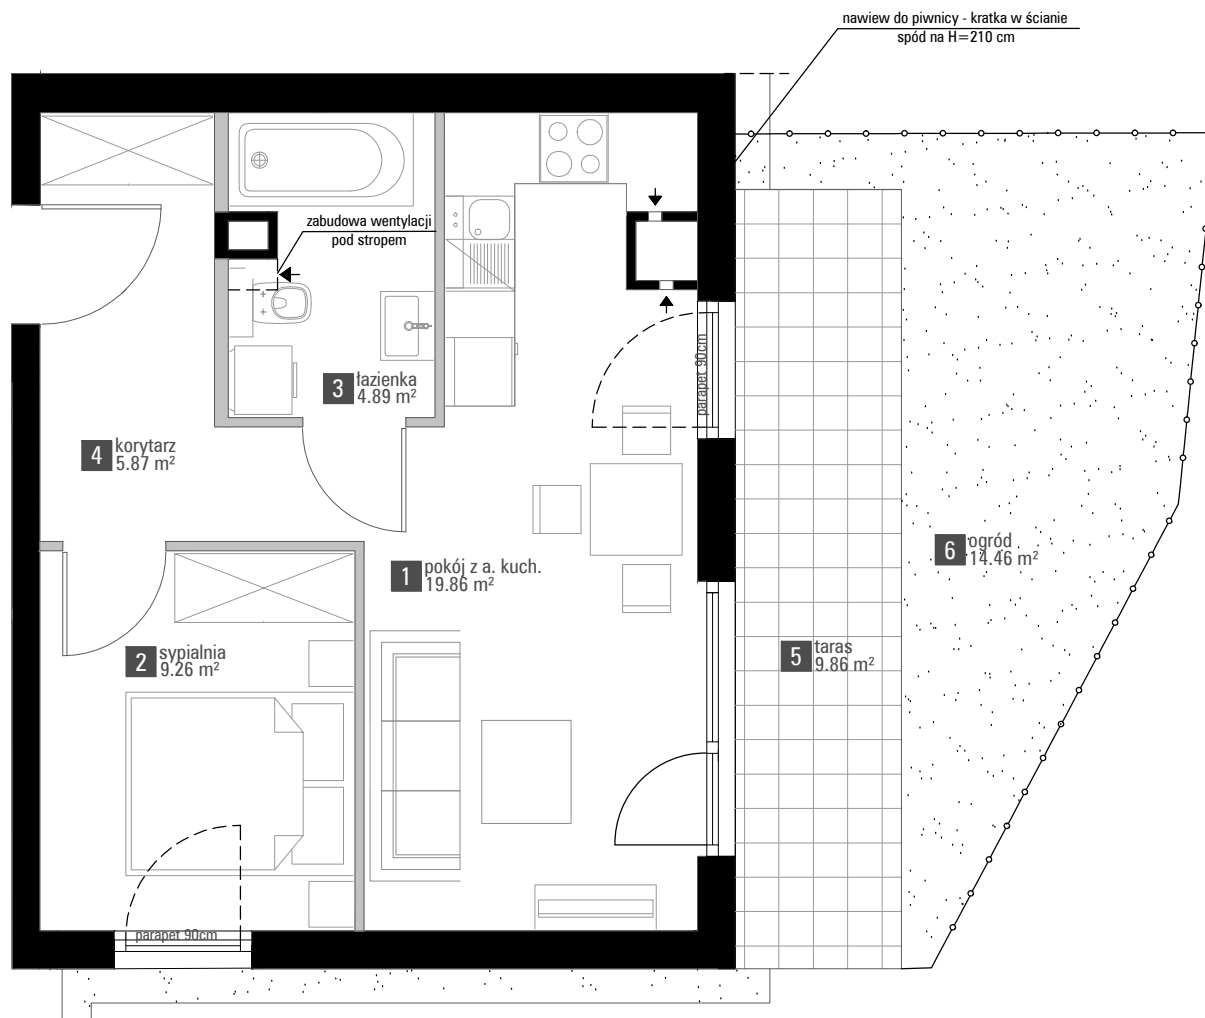 nawiew do piwnicy - kratka w ścianie
spód na H=210 cm
zabudowa wentylacji
pod stropem
parapet 90cm
3 łazienka
4.89 m²
4 korytarz
5.87 m²
1 pokój z a. kuch.
19.86 m²
6 ogród
14.46 m²
2 sypialnia
9.26 m²
5 taras
9.86 m²
parapet 90cm